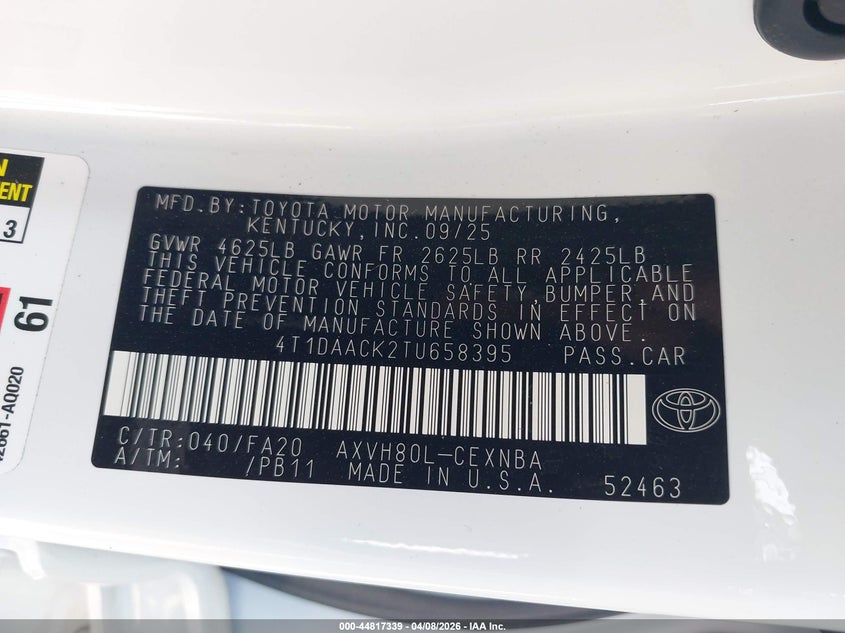 MFD.BY:TOYOTA MOTOR MANUFACTURING,
KENTUCKY,INC.09/25
GVWR 4625LB GAWR FR 2625LB RR 2425LB
THIS VEHICLE CONFORMS TO ALL APPLICABLE
FEDERAL MOTOR VEHICLE SAFETY,BUMPER,AND
THEFT PREVENTION STANDARDS IN EFFECT ON
THE DATE OF MANUFACTURE SHOWN ABOVE.
4T1DAACK2TU658395 PASS.CAR
C/TR:040/FA20 AXVH80L-CEXNBA
A/TM: /PB11 MADE IN U.S.A. 52463
3
61
000-44817339 | 04/08/2026 - IAA Inc.